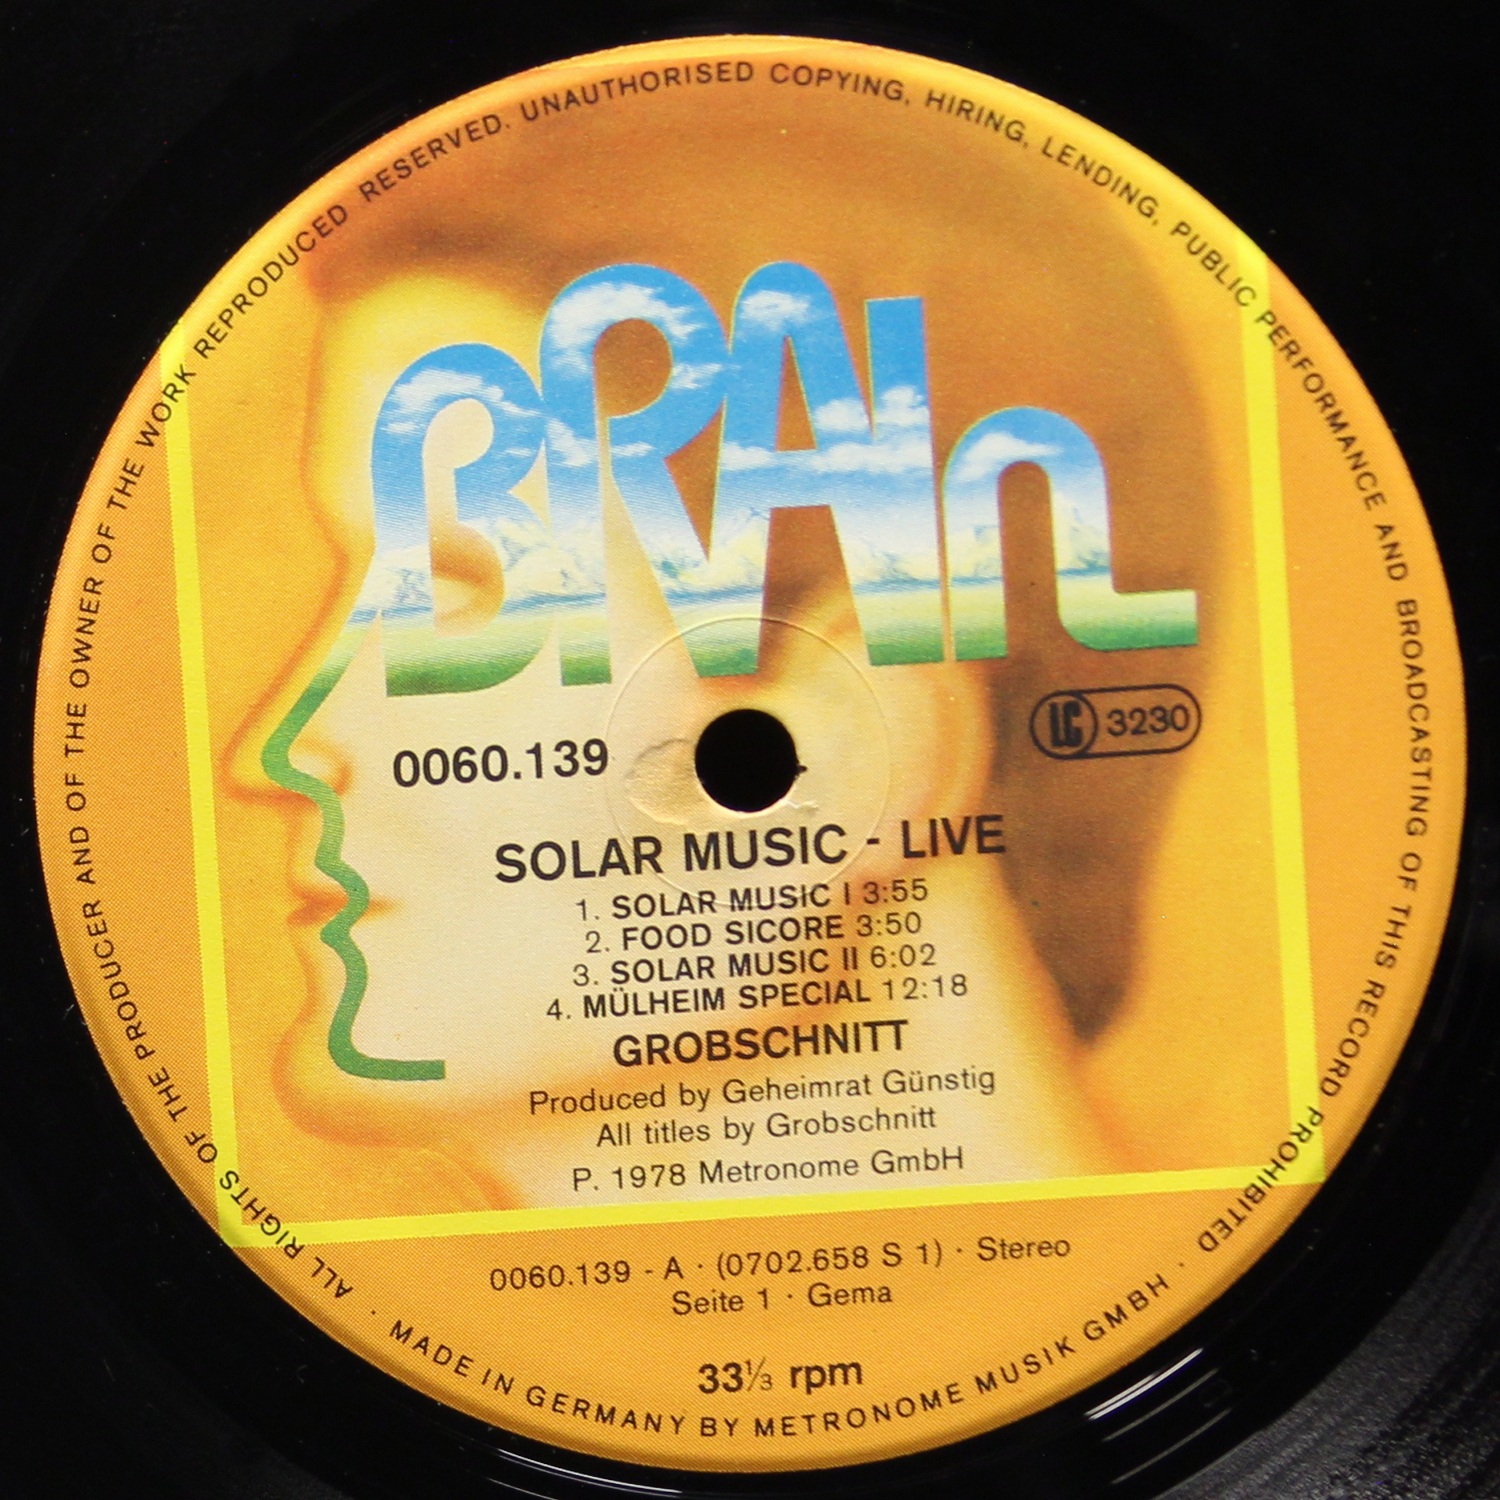 ALL RIGHTS OF THE PRODUCER AND OF THE OWNER OF THE WORK REPRODUCED RESERVED. UNAUTHORISED COPYING, HIRING, LENDING, PUBLIC PERFORMANCE AND BROADCASTING OF THIS RECORD PROHIBITED · MADE IN GERMANY BY METRONOME MUSIK GMBH ·
BRAIn
LC 3230
0060.139
SOLAR MUSIC - LIVE
1. SOLAR MUSIC I 3:55
2. FOOD SICORE 3:50
3. SOLAR MUSIC II 6:02
4. MÜLHEIM SPECIAL 12:18
GROBSCHNITT
Produced by Geheimrat Günstig
All titles by Grobschnitt
P. 1978 Metronome GmbH
0060.139 - A · (0702.658 S 1) · Stereo
Seite 1 · Gema
33⅓ rpm